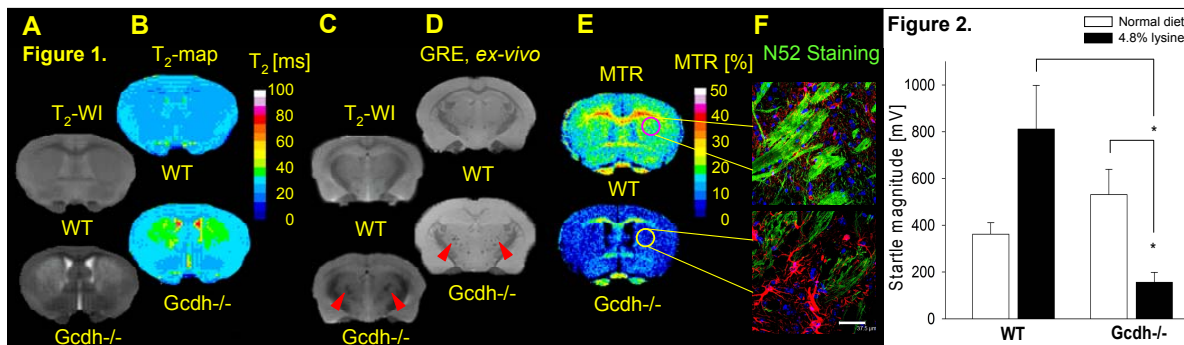 A
Figure 1.
T2-WI
WT
Gcdh-/-
B
T2-map
T2 [ms]
100
80
60
40
20
0
WT
Gcdh-/-
C
T2-WI
WT
Gcdh-/-
D
GRE, ex-vivo
WT
Gcdh-/-
E
MTR
MTR [%]
50
40
30
20
10
0
WT
Gcdh-/-
F
N52 Staining
37.5 µm
Figure 2.
Normal diet
4.8% lysine
Startle magnitude [mV]
1000
800
600
400
200
0
*
*
WT
Gcdh-/-